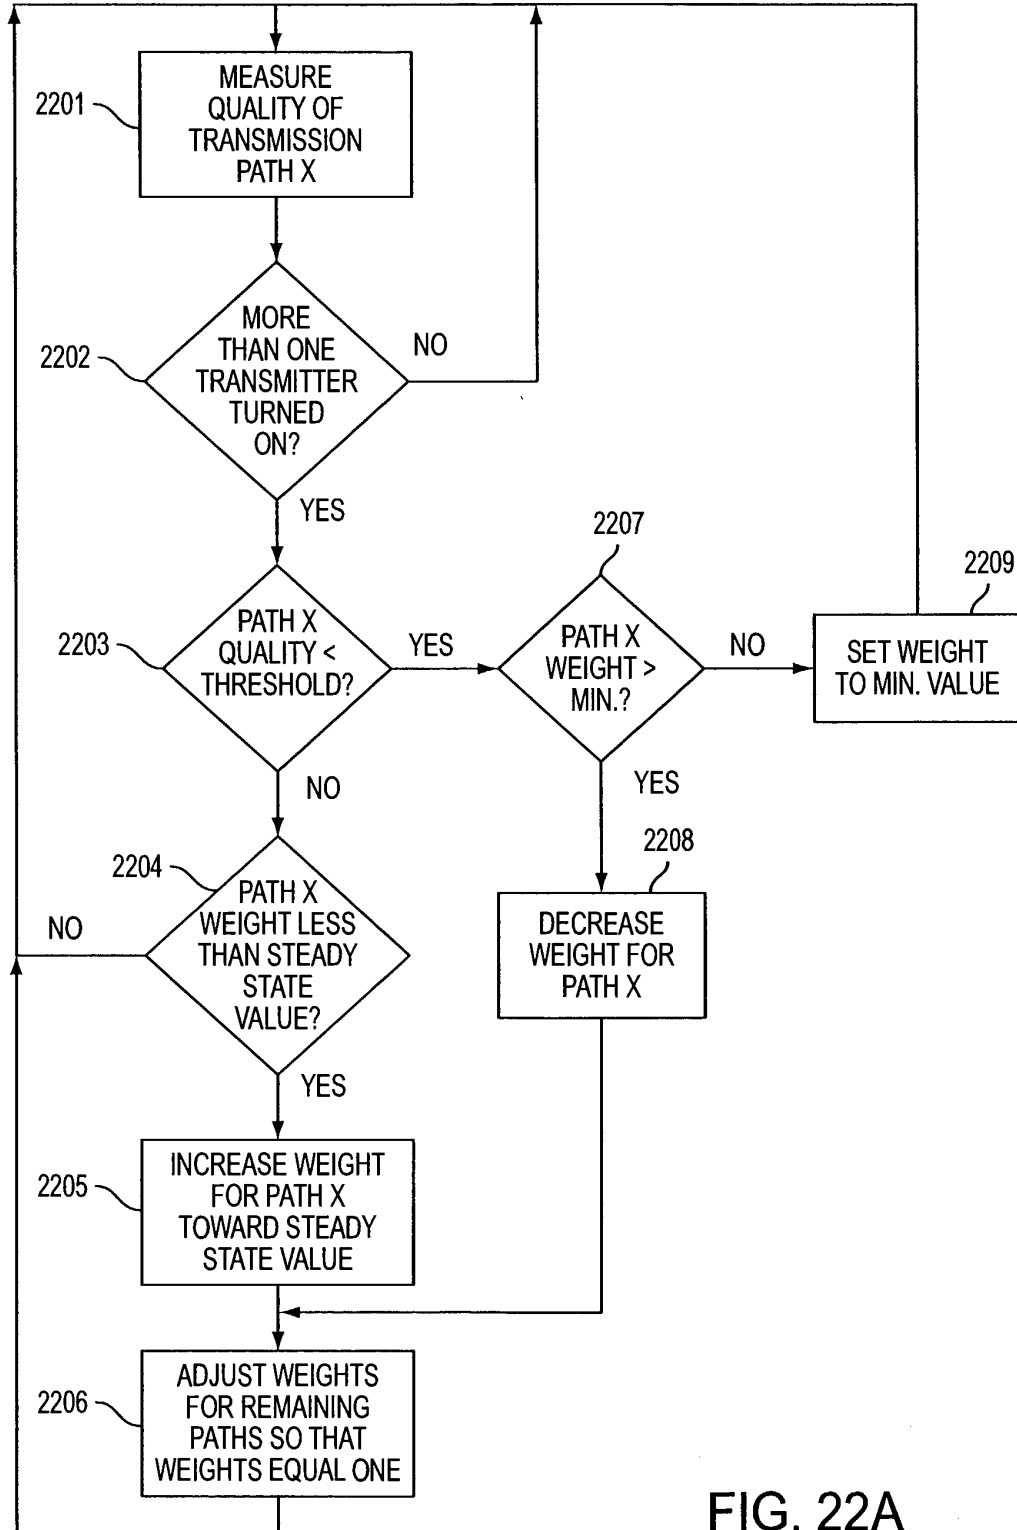 2201
MEASURE
QUALITY OF
TRANSMISSION
PATH X
2202
MORE
THAN ONE
TRANSMITTER
TURNED
ON?
NO
YES
2203
PATH X
QUALITY <
THRESHOLD?
YES
NO
2207
PATH X
WEIGHT >
MIN.?
NO
YES
2209
SET WEIGHT
TO MIN. VALUE
2204
PATH X
WEIGHT LESS
THAN STEADY
STATE
VALUE?
NO
YES
2208
DECREASE
WEIGHT FOR
PATH X
2205
INCREASE WEIGHT
FOR PATH X
TOWARD STEADY
STATE VALUE
2206
ADJUST WEIGHTS
FOR REMAINING
PATHS SO THAT
WEIGHTS EQUAL ONE
FIG. 22A